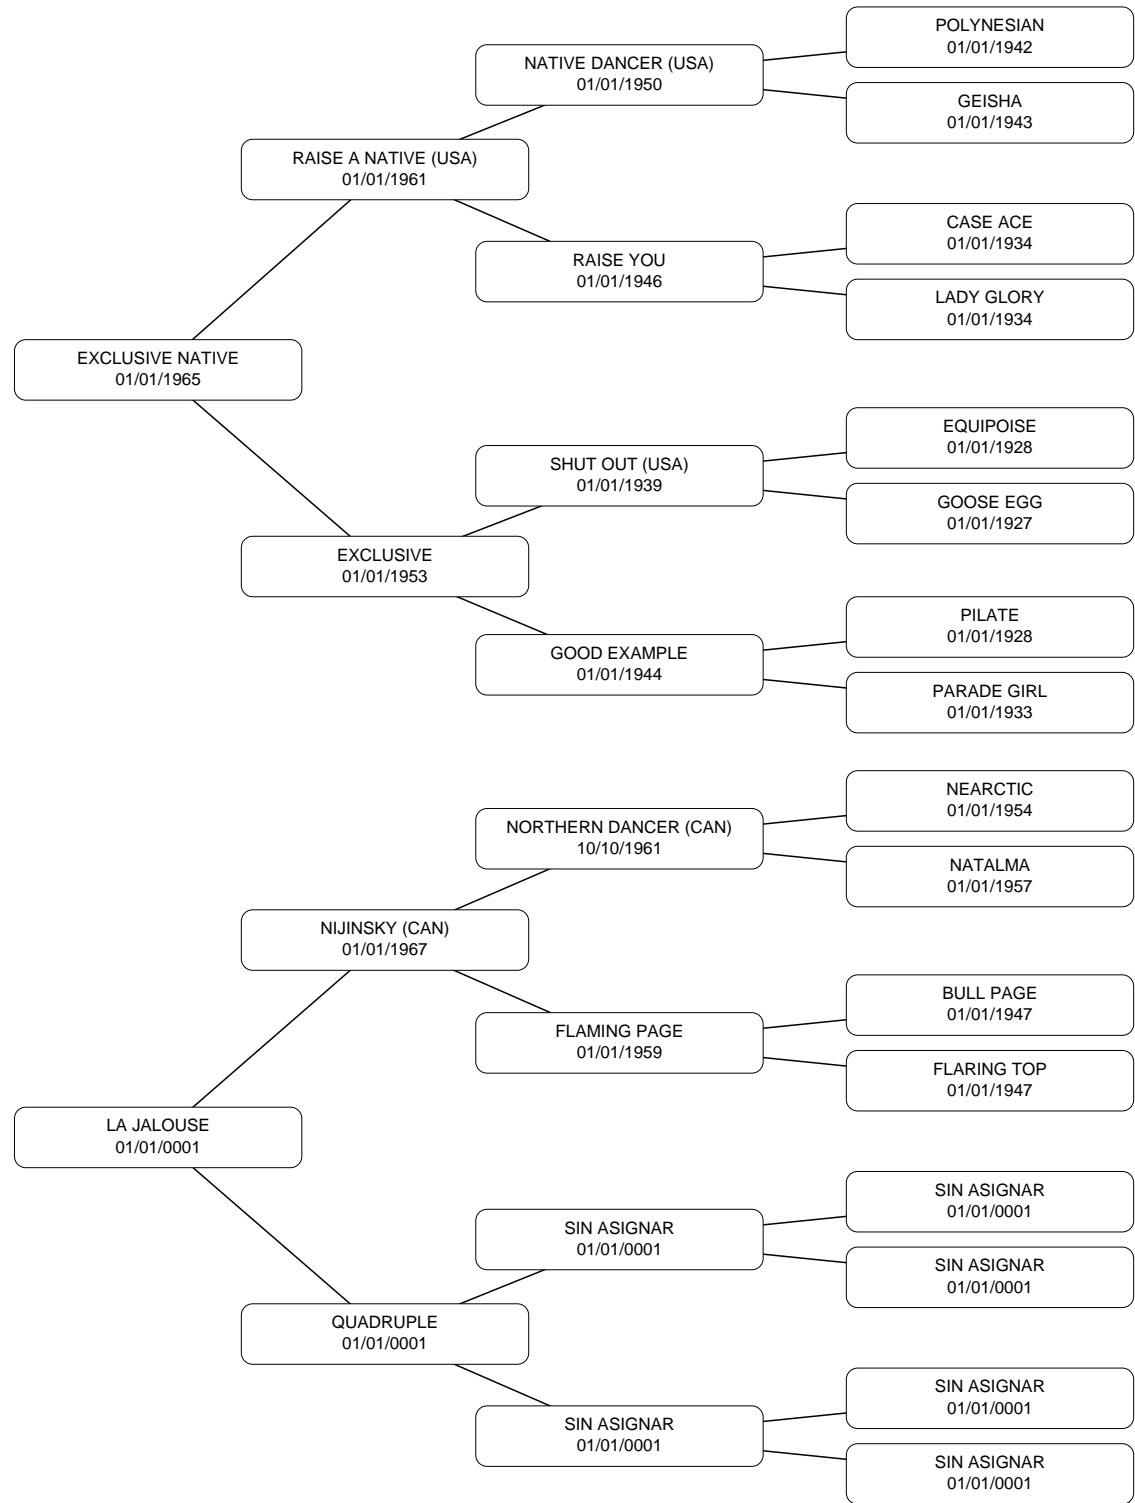 POLYNESIAN
01/01/1942
NATIVE DANCER (USA)
01/01/1950
GEISHA
01/01/1943
RAISE A NATIVE (USA)
01/01/1961
CASE ACE
01/01/1934
RAISE YOU
01/01/1946
LADY GLORY
01/01/1934
EXCLUSIVE NATIVE
01/01/1965
EQUIPOISE
01/01/1928
SHUT OUT (USA)
01/01/1939
GOOSE EGG
01/01/1927
EXCLUSIVE
01/01/1953
PILATE
01/01/1928
GOOD EXAMPLE
01/01/1944
PARADE GIRL
01/01/1933
NEARCTIC
01/01/1954
NORTHERN DANCER (CAN)
10/10/1961
NATALMA
01/01/1957
NIJINSKY (CAN)
01/01/1967
BULL PAGE
01/01/1947
FLAMING PAGE
01/01/1959
FLARING TOP
01/01/1947
LA JALOUSE
01/01/0001
SIN ASIGNAR
01/01/0001
SIN ASIGNAR
01/01/0001
SIN ASIGNAR
01/01/0001
QUADRUPLE
01/01/0001
SIN ASIGNAR
01/01/0001
SIN ASIGNAR
01/01/0001
SIN ASIGNAR
01/01/0001